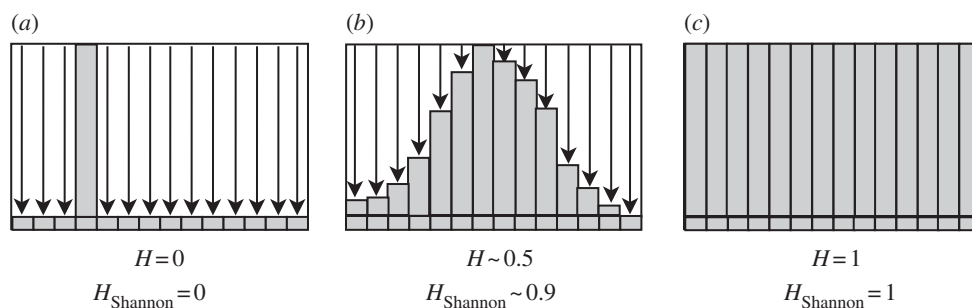 (a)
(b)
(c)
H=0
H~0.5
H=1
H_Shannon=0
H_Shannon~0.9
H_Shannon=1